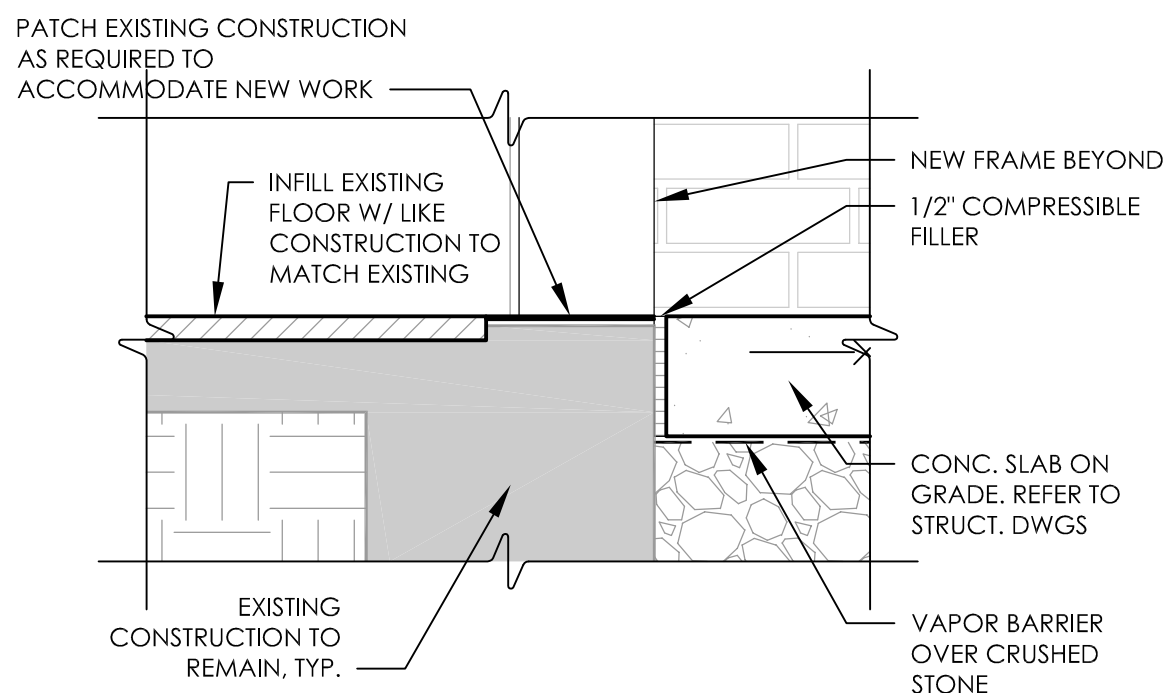 PATCH EXISTING CONSTRUCTION
AS REQUIRED TO
ACCOMMODATE NEW WORK
INFILL EXISTING
FLOOR W/ LIKE
CONSTRUCTION TO
MATCH EXISTING
NEW FRAME BEYOND
1/2" COMPRESSIBLE
FILLER
CONC. SLAB ON
GRADE. REFER TO
STRUCT. DWGS
EXISTING
CONSTRUCTION TO
REMAIN, TYP.
VAPOR BARRIER
OVER CRUSHED
STONE